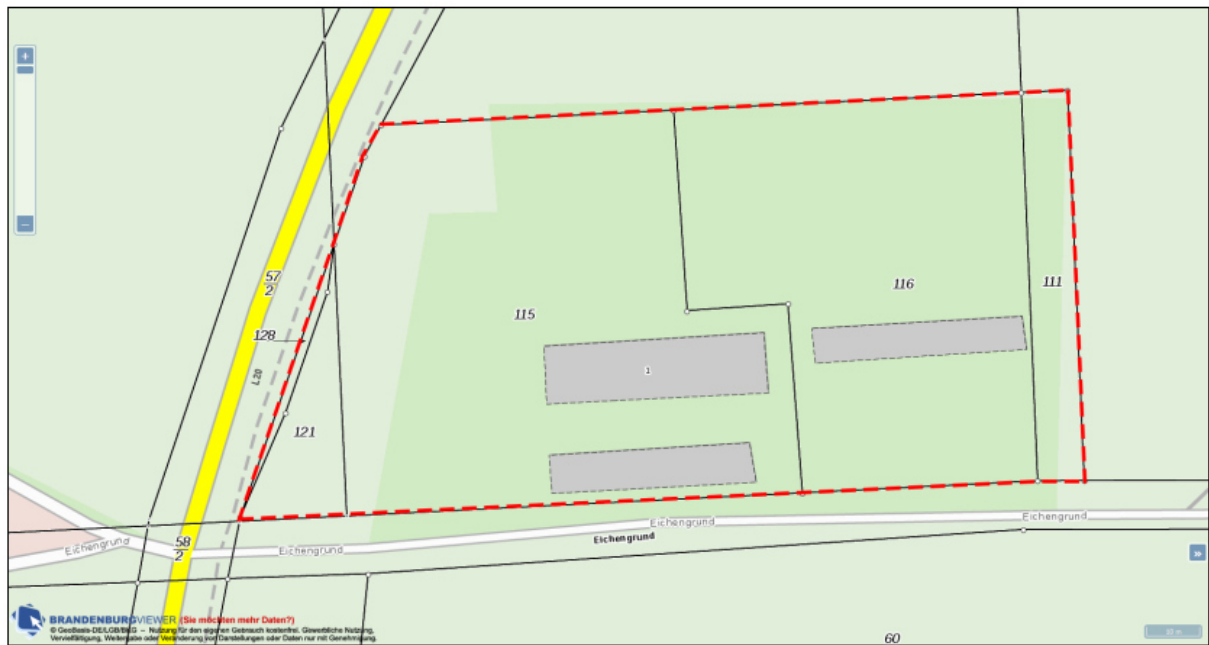 +
–
57
2
128
L20
121
115
116
111
1
58
2
Eichengrund
Eichengrund
Eichengrund
Eichengrund
Eichengrund
»
60
BRANDENBURGVIEWER (Sie möchten mehr Daten?)
© GeoBasis-DE/LGB/BKG – Nutzung für den eigenen Gebrauch kostenfrei. Gewerbliche Nutzung,
Vervielfältigung, Weitergabe oder Veränderung von Darstellungen oder Daten nur mit Genehmigung.